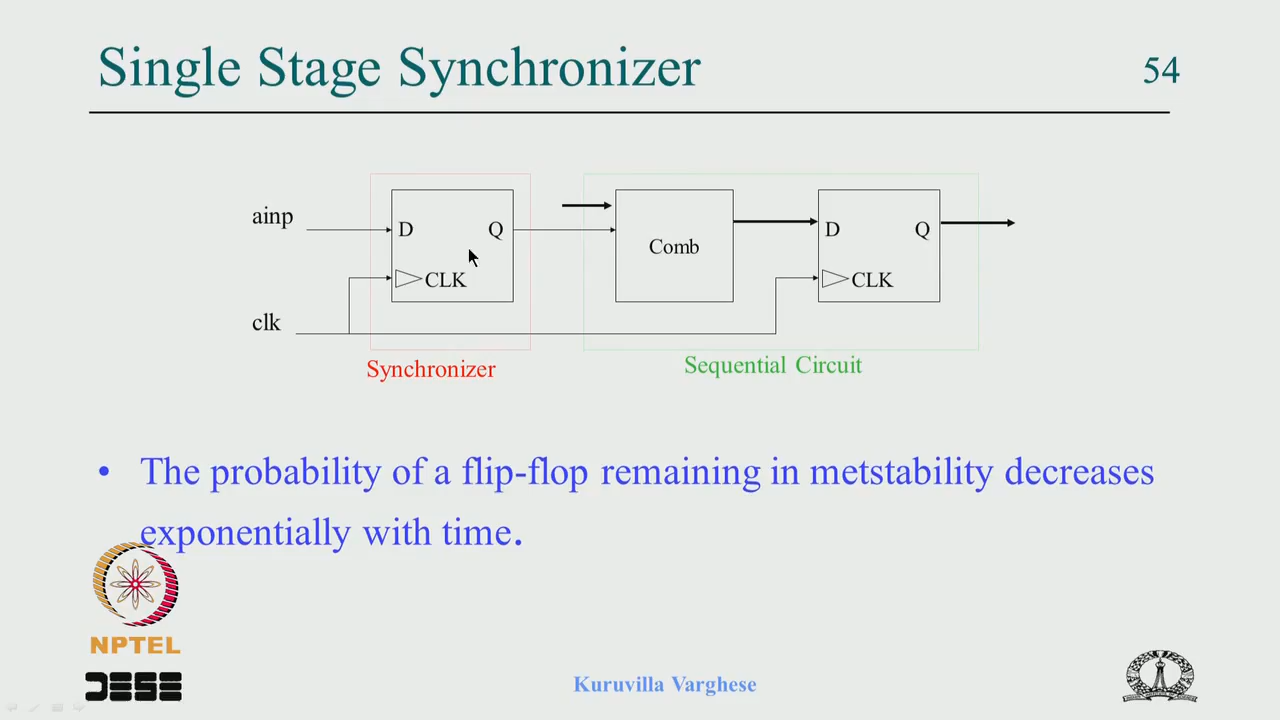 Single Stage Synchronizer
54
ainp
D
Q
CLK
clk
Comb
D
Q
CLK
Synchronizer
Sequential Circuit
• The probability of a flip-flop remaining in metstability decreases
exponentially with time.
NPTEL
DESE
Kuruvilla Varghese